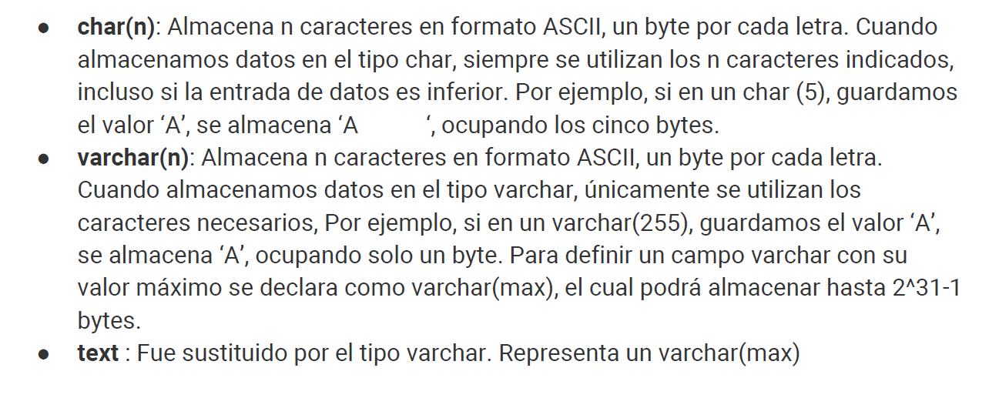 ● char(n): Almacena n caracteres en formato ASCII, un byte por cada letra. Cuando
almacenamos datos en el tipo char, siempre se utilizan los n caracteres indicados,
incluso si la entrada de datos es inferior. Por ejemplo, si en un char (5), guardamos
el valor ‘A’, se almacena ‘A          ‘, ocupando los cinco bytes.
● varchar(n): Almacena n caracteres en formato ASCII, un byte por cada letra.
Cuando almacenamos datos en el tipo varchar, únicamente se utilizan los
caracteres necesarios, Por ejemplo, si en un varchar(255), guardamos el valor ‘A’,
se almacena ‘A’, ocupando solo un byte. Para definir un campo varchar con su
valor máximo se declara como varchar(max), el cual podrá almacenar hasta 2^31-1
bytes.
● text : Fue sustituido por el tipo varchar. Representa un varchar(max)